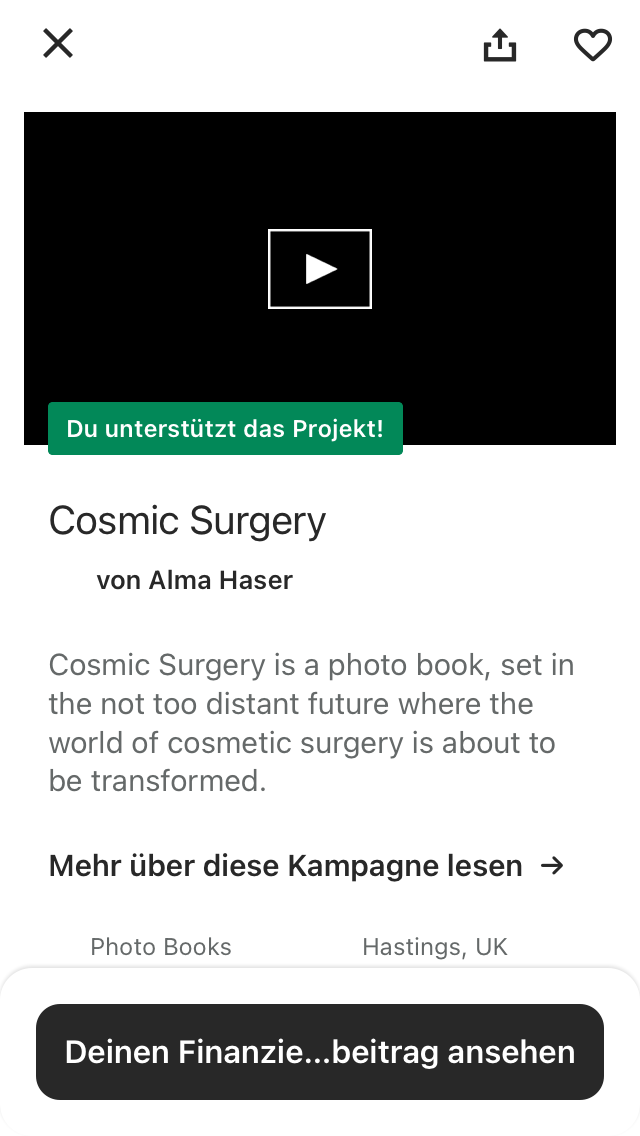 Du unterstützt das Projekt!
Cosmic Surgery
von Alma Haser
Cosmic Surgery is a photo book, set in
the not too distant future where the
world of cosmetic surgery is about to
be transformed.
Mehr über diese Kampagne lesen →
Photo Books
Hastings, UK
Deinen Finanzie...beitrag ansehen